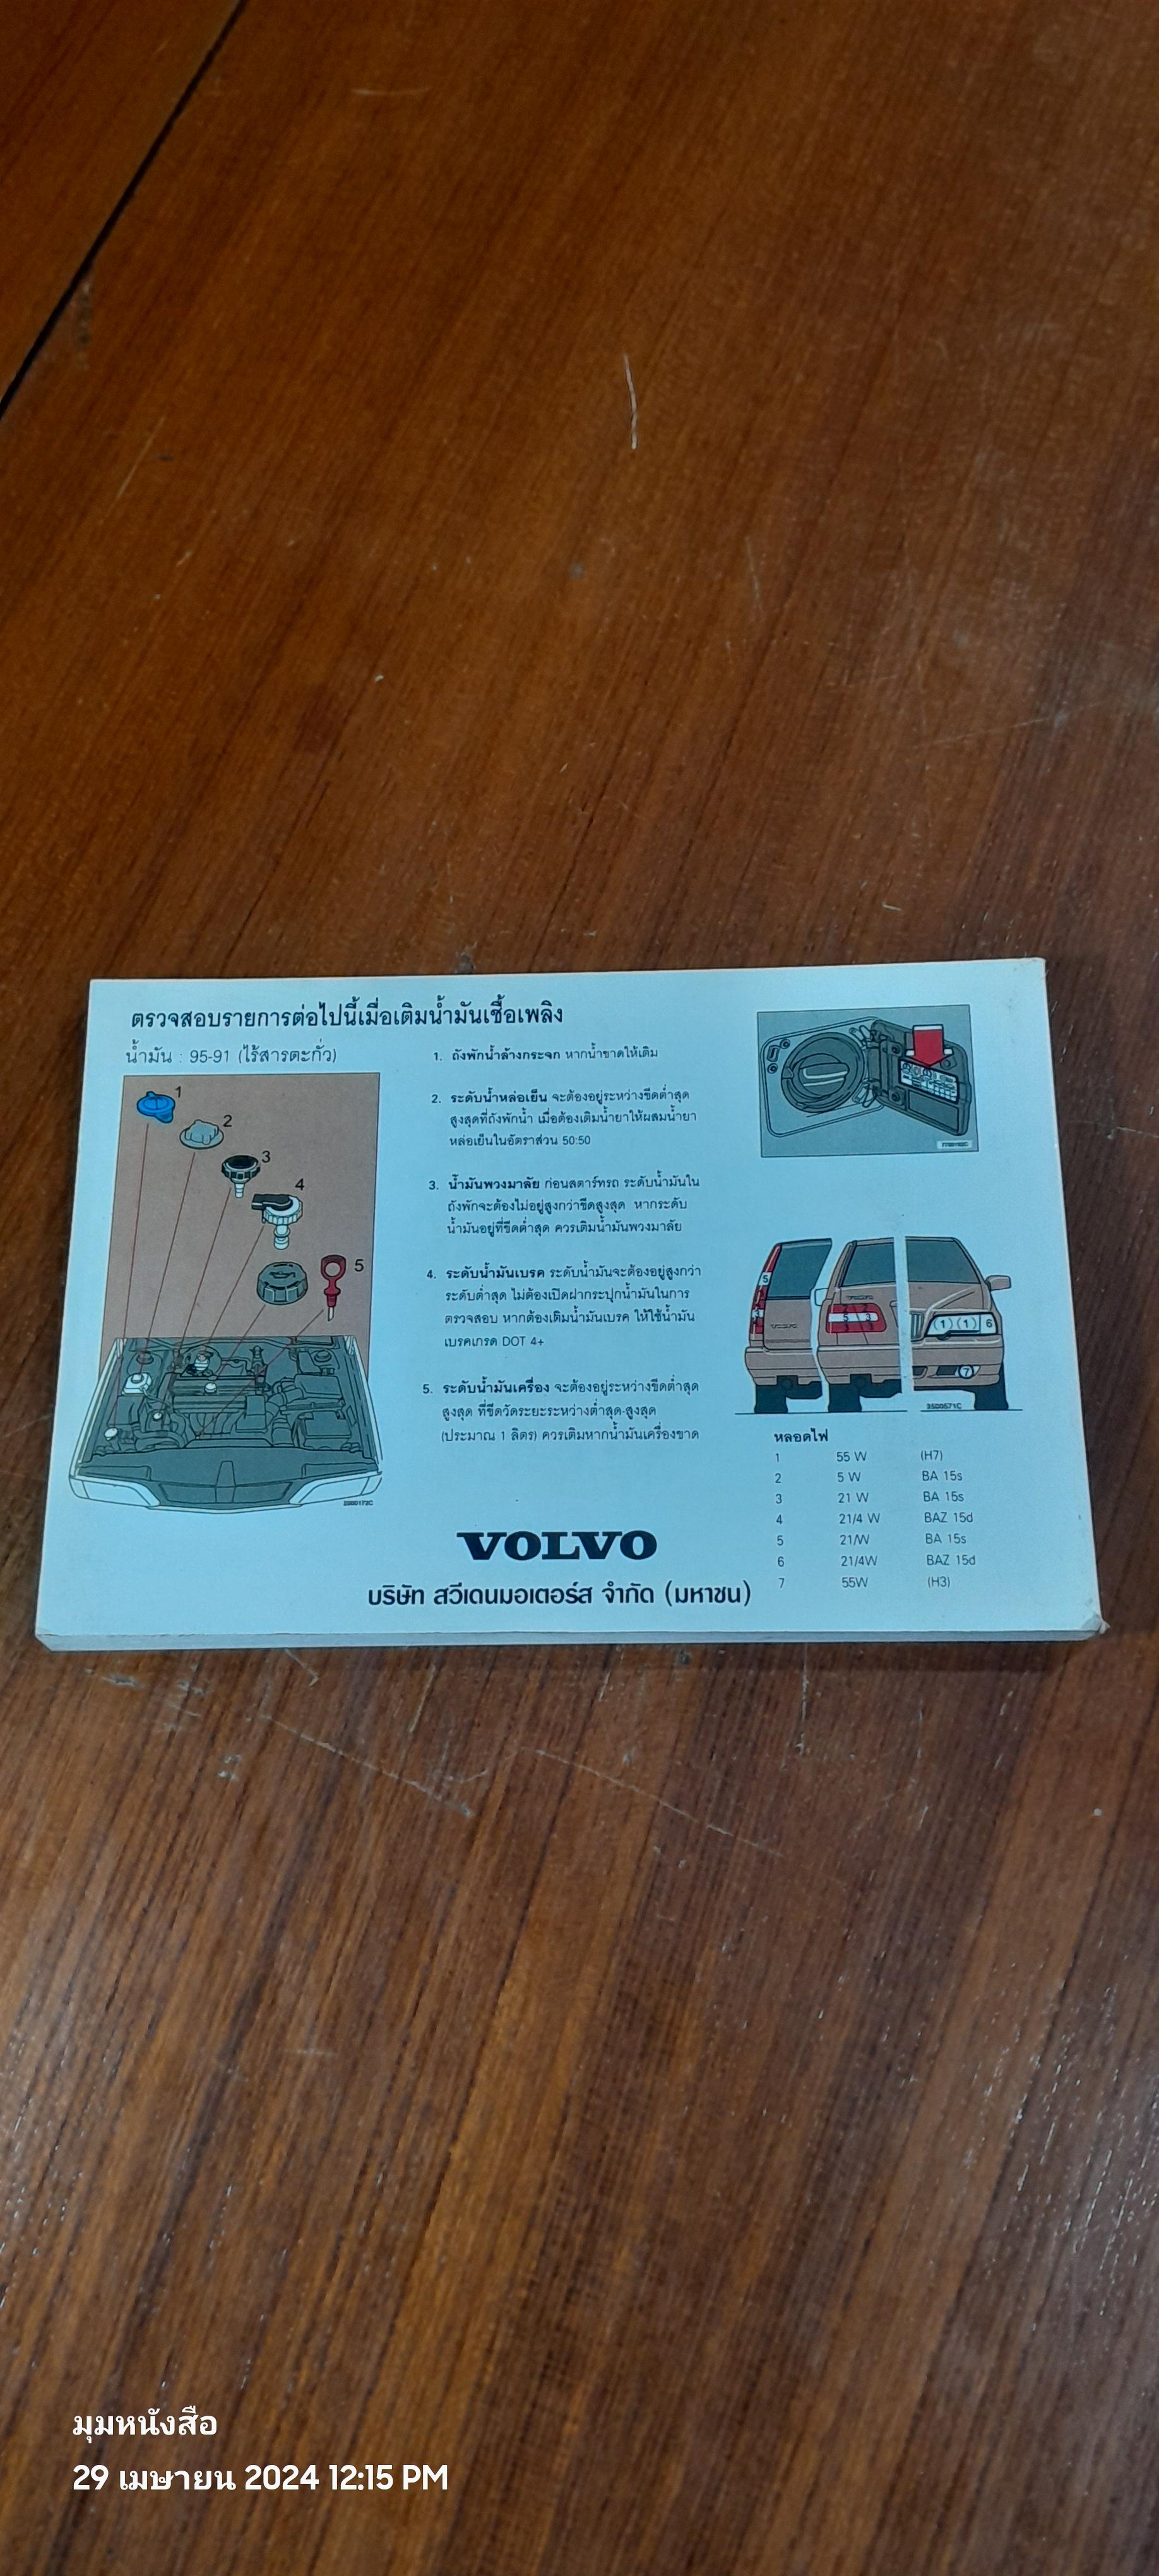 ตรวจสอบรายการต่อไปนี้เมื่อเติมน้ำมันเชื้อเพลิง
น้ำมัน : 95-91 (ไร้สารตะกั่ว)
1
2
3
4
5
1. ถังพักน้ำล้างกระจก หากน้ำขาดให้เติม
2. ระดับน้ำหล่อเย็น จะต้องอยู่ระหว่างขีดต่ำสุด
สูงสุดที่ถังพักน้ำ เมื่อต้องเติมน้ำยาให้ผสมน้ำยา
หล่อเย็นในอัตราส่วน 50:50
3. น้ำมันพวงมาลัย ก่อนสตาร์ทรถ ระดับน้ำมันใน
ถังพักจะต้องไม่อยู่สูงกว่าขีดสูงสุด หากระดับ
น้ำมันอยู่ที่ขีดต่ำสุด ควรเติมน้ำมันพวงมาลัย
4. ระดับน้ำมันเบรค ระดับน้ำมันจะต้องอยู่สูงกว่า
ระดับต่ำสุด ไม่ต้องเปิดฝากระปุกน้ำมันในการ
ตรวจสอบ หากต้องเติมน้ำมันเบรค ให้ใช้น้ำมัน
เบรคเกรด DOT 4+
5. ระดับน้ำมันเครื่อง จะต้องอยู่ระหว่างขีดต่ำสุด
สูงสุด ที่ขีดวัดระยะระหว่างต่ำสุด-สูงสุด
(ประมาณ 1 ลิตร) ควรเติมหากน้ำมันเครื่องขาด
5
5 3
(1) (1) 6
7
3500571C
หลอดไฟ
1 55 W (H7)
2 5 W BA 15s
3 21 W BA 15s
4 21/4 W BAZ 15d
5 21/W BA 15s
6 21/4W BAZ 15d
7 55W (H3)
VOLVO
บริษัท สวีเดนมอเตอร์ส จำกัด (มหาชน)
มุมหนังสือ
29 เมษายน 2024 12:15 PM